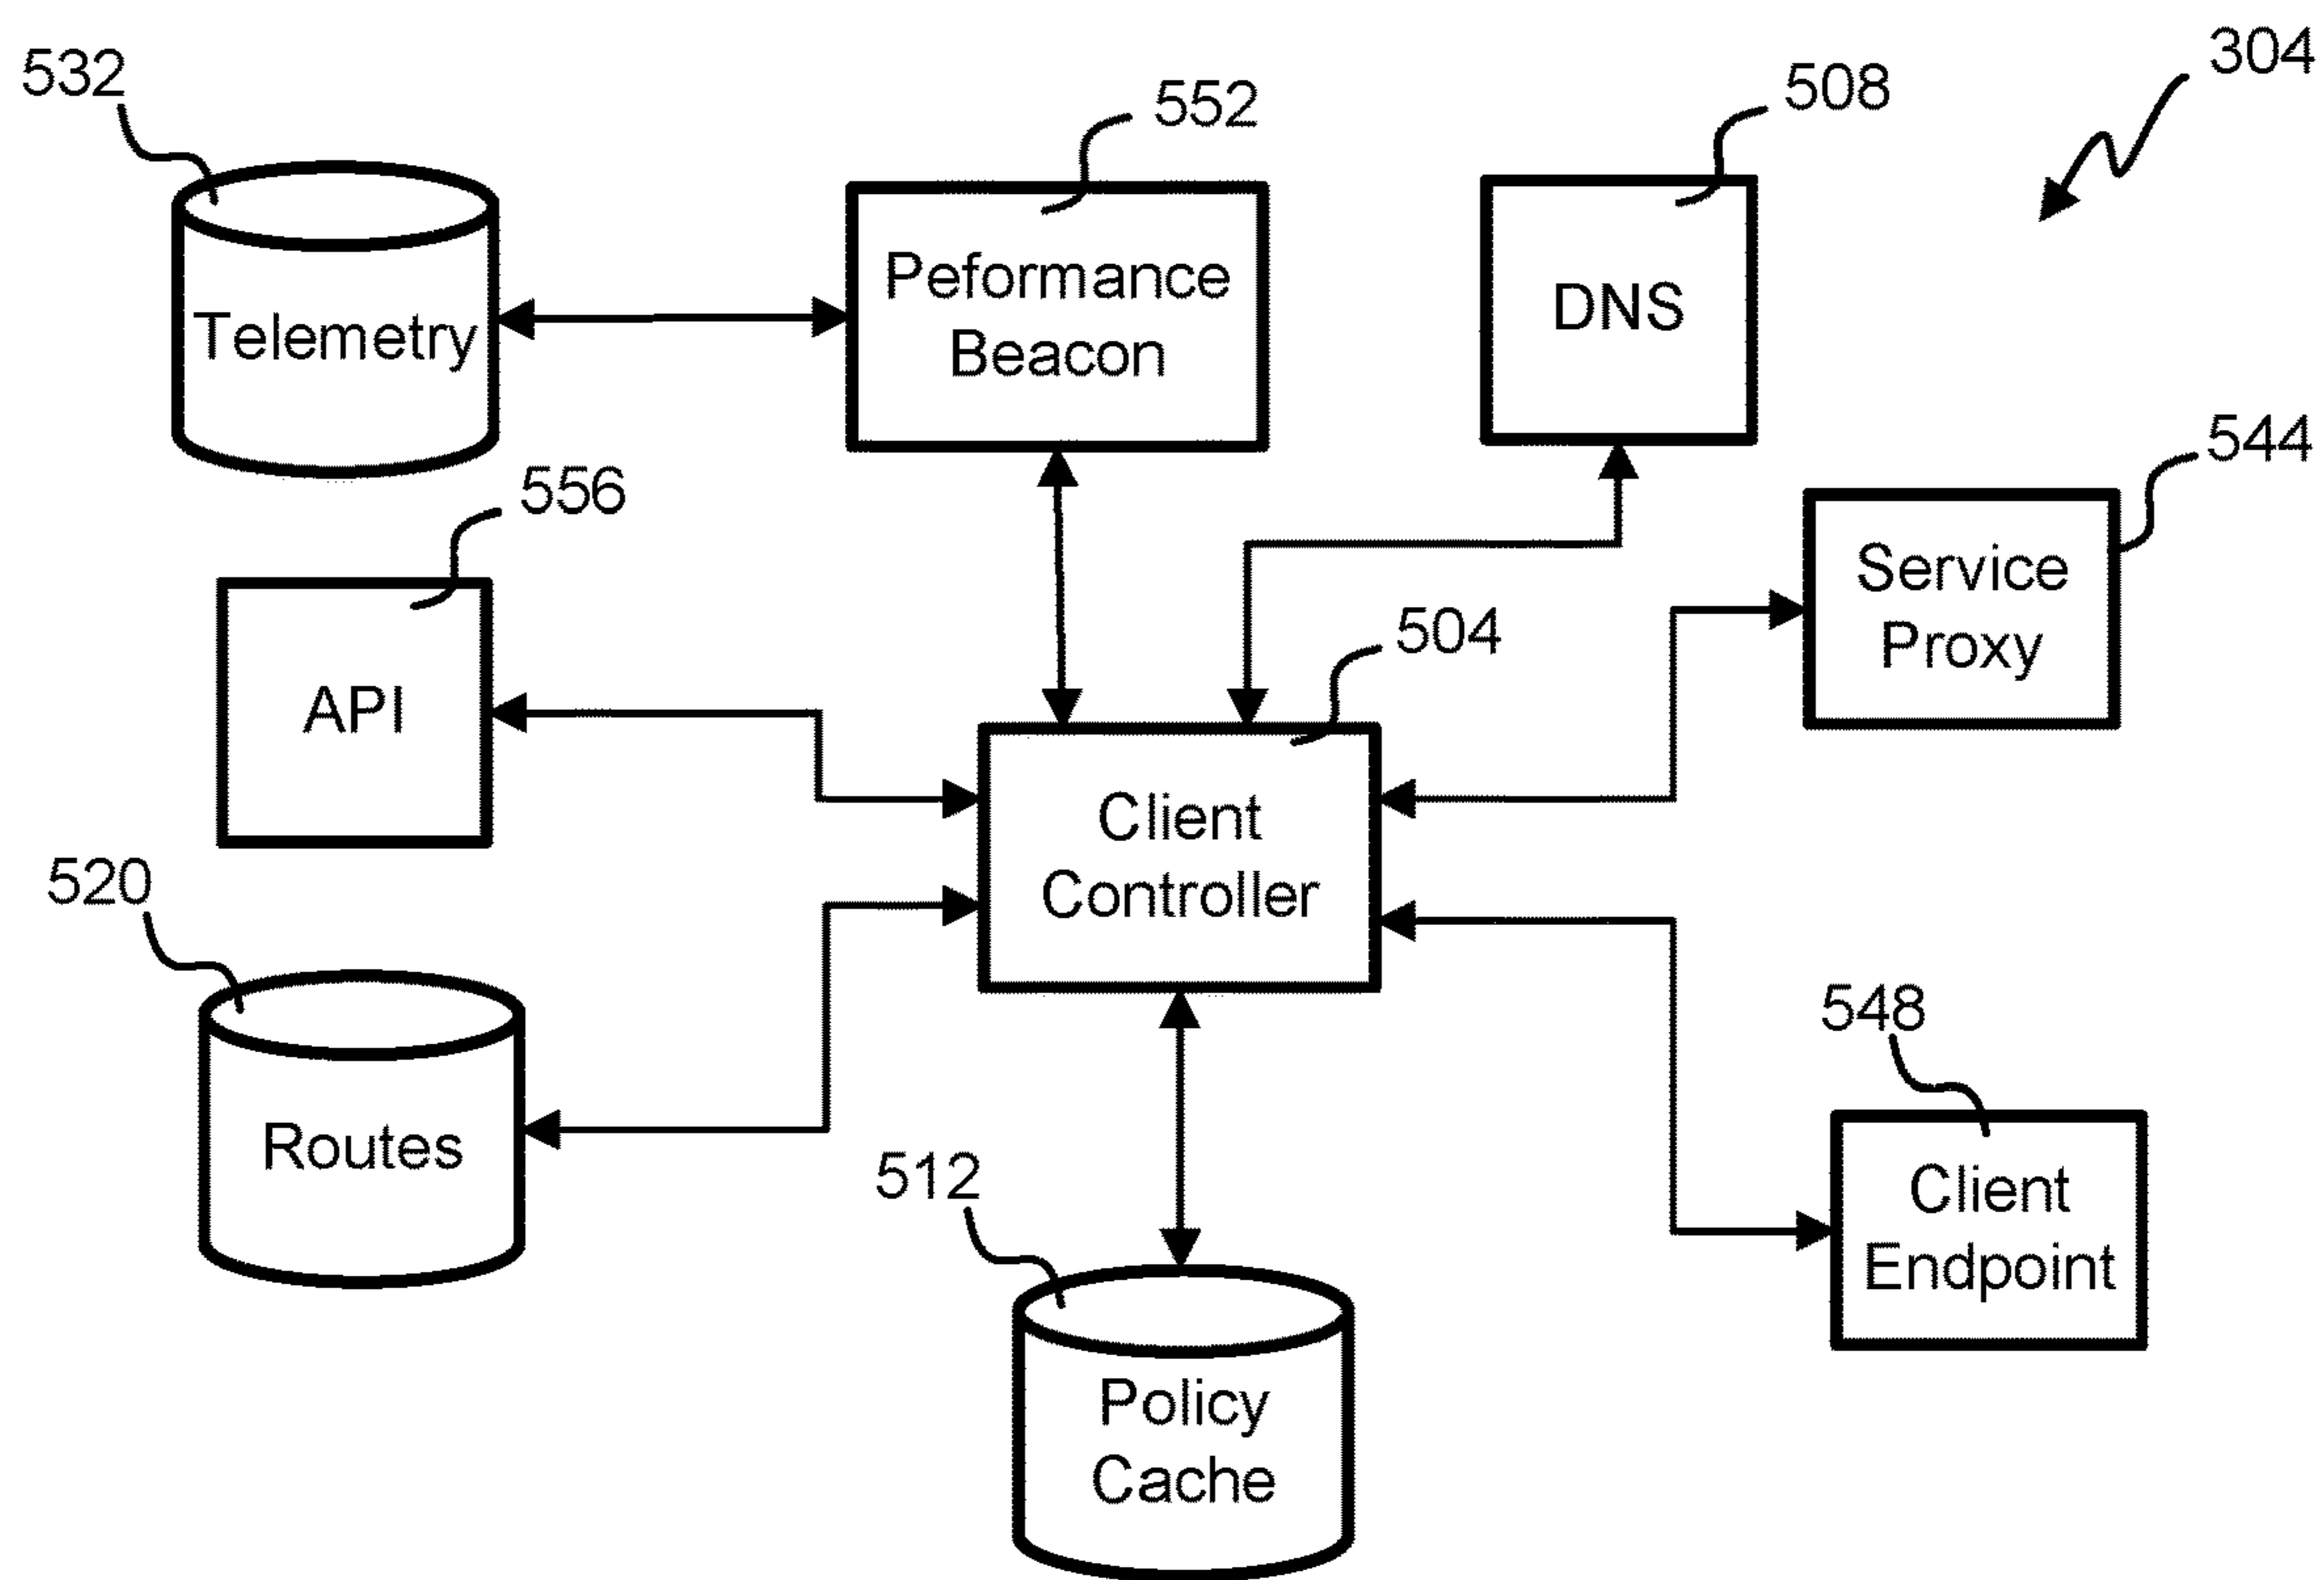 304
532
552
508
Telemetry
Peformance
Beacon
DNS
544
556
Service
Proxy
504
API
Client
Controller
520
548
Routes
512
Client
Endpoint
Policy
Cache